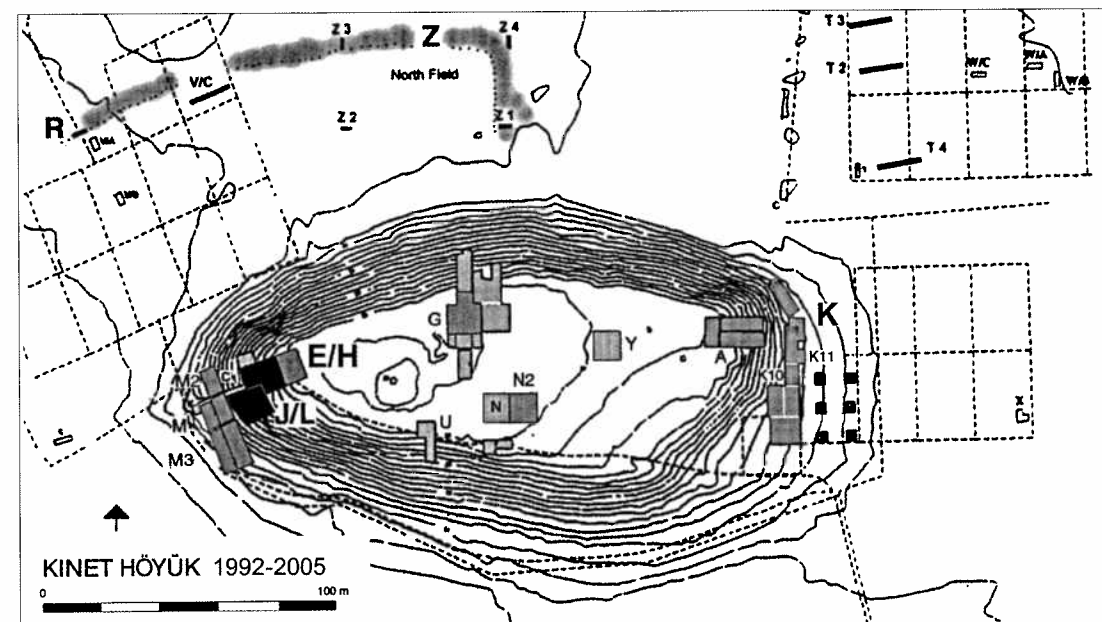 Z 3
Z
Z 4
T 3
North Field
V/C
T 2
W/C
W/A
R
Z 2
Z 1
T 4
C
K
G
Y
E/H
A
K11
M2
C1
K10
N2
J/L
N
U
X
M
M3
KINET HÖYÜK 1992-2005
0
100 m